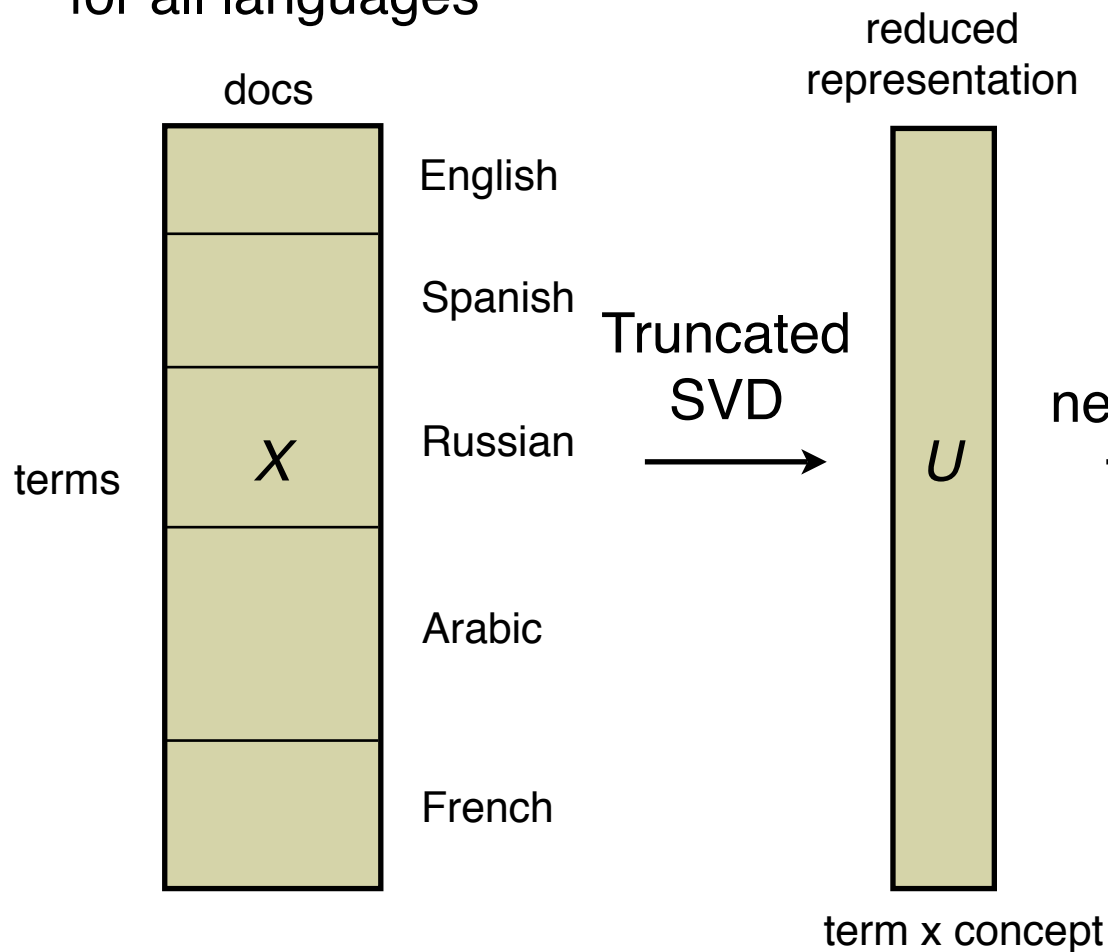 for all languages
docs
reduced
representation
English
Spanish
Truncated
SVD
Russian
terms
X
U
Arabic
French
term x concept